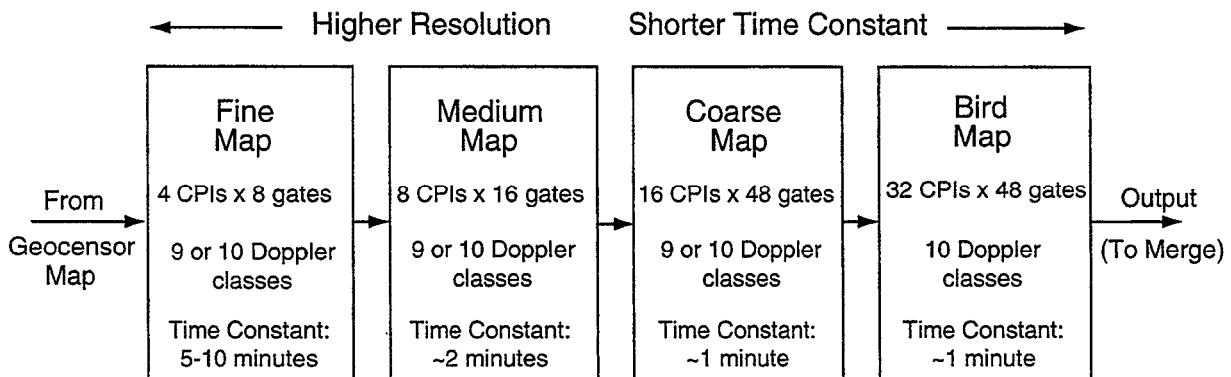 Higher Resolution Shorter Time Constant
From
Geocensor
Map
Fine
Map
4 CPIs x 8 gates
9 or 10 Doppler
classes
Time Constant:
5-10 minutes
Medium
Map
8 CPIs x 16 gates
9 or 10 Doppler
classes
Time Constant:
~2 minutes
Coarse
Map
16 CPIs x 48 gates
9 or 10 Doppler
classes
Time Constant:
~1 minute
Bird
Map
32 CPIs x 48 gates
10 Doppler
classes
Time Constant:
~1 minute
Output
(To Merge)